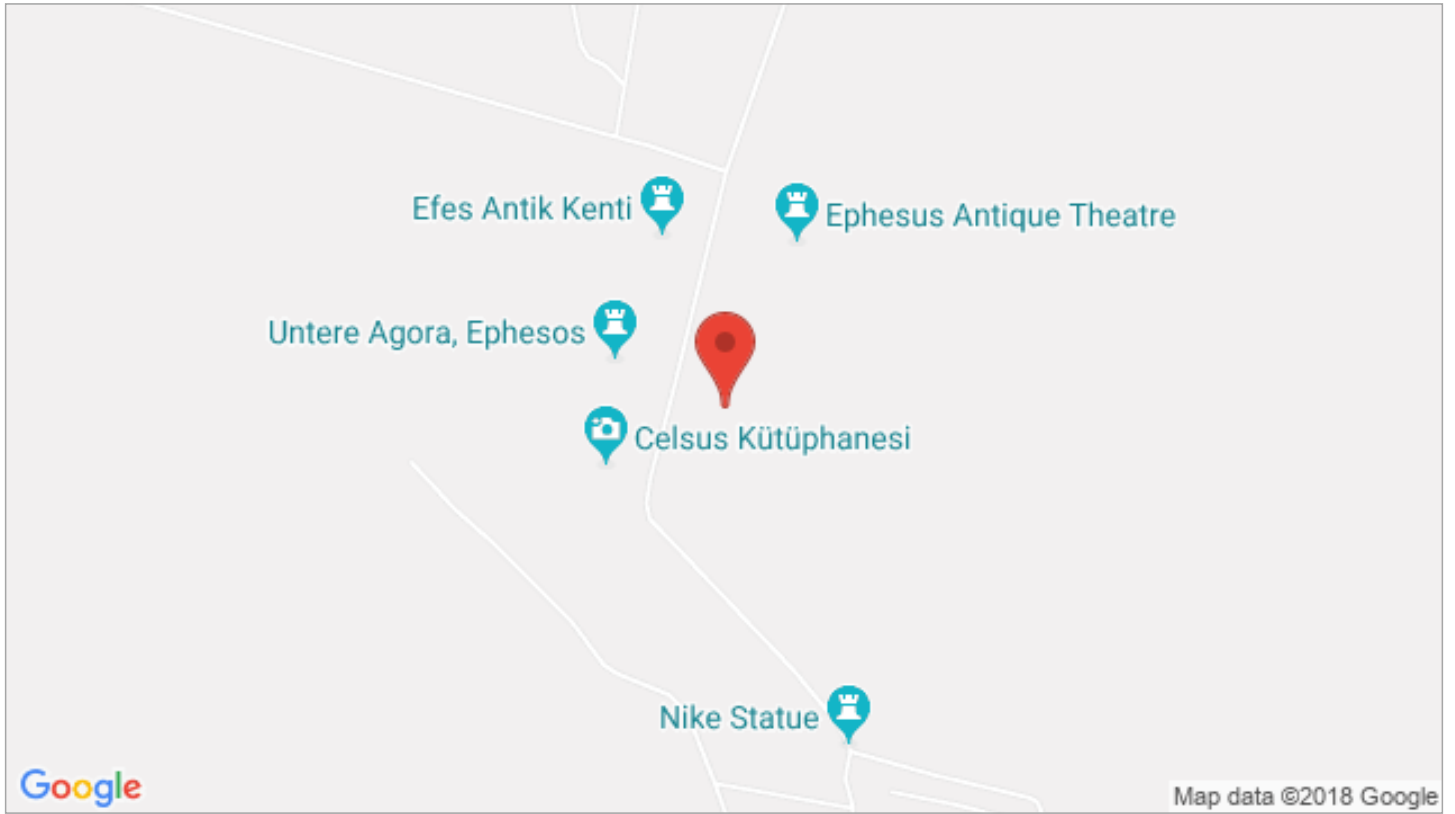 Efes Antik Kenti
Ephesus Antique Theatre
Untere Agora, Ephesos
Celsus Kütüphanesi
Nike Statue
Google
Map data ©2018 Google